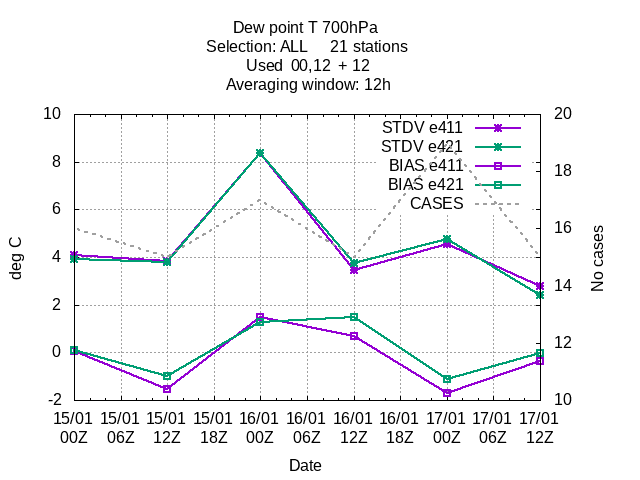 Dew point T 700hPa
Selection: ALL 21 stations
Used 00,12 + 12
Averaging window: 12h
10
8
6
4
2
0
-2
deg C
20
18
16
14
12
10
No cases
STDV e411
STDV e421
BIAS e411
BIAS e421
CASES
15/01 15/01 15/01 15/01 16/01 16/01 16/01 16/01 17/01 17/01 17/01
00Z 06Z 12Z 18Z 00Z 06Z 12Z 18Z 00Z 06Z 12Z
Date